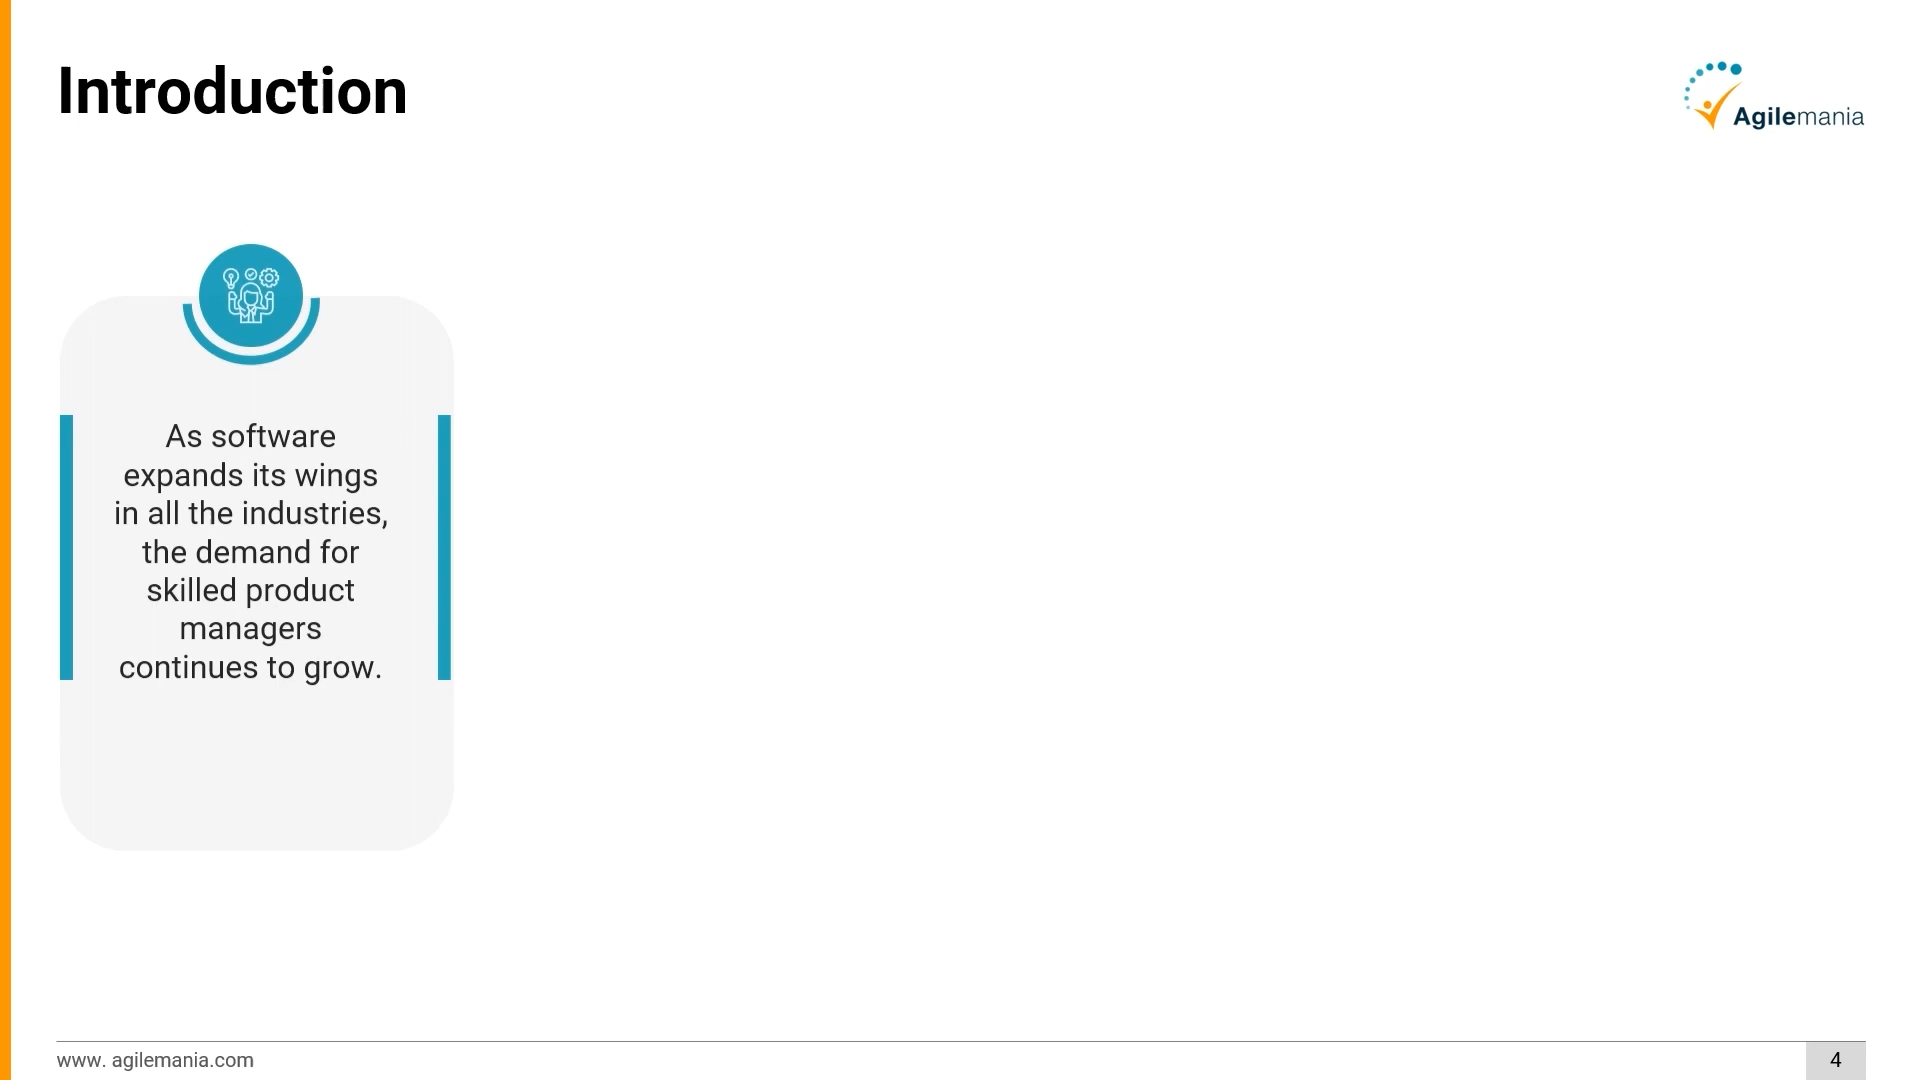 Introduction
Agilemania
As software
expands its wings
in all the industries,
the demand for
skilled product
managers
continues to grow.
www. agilemania.com
4